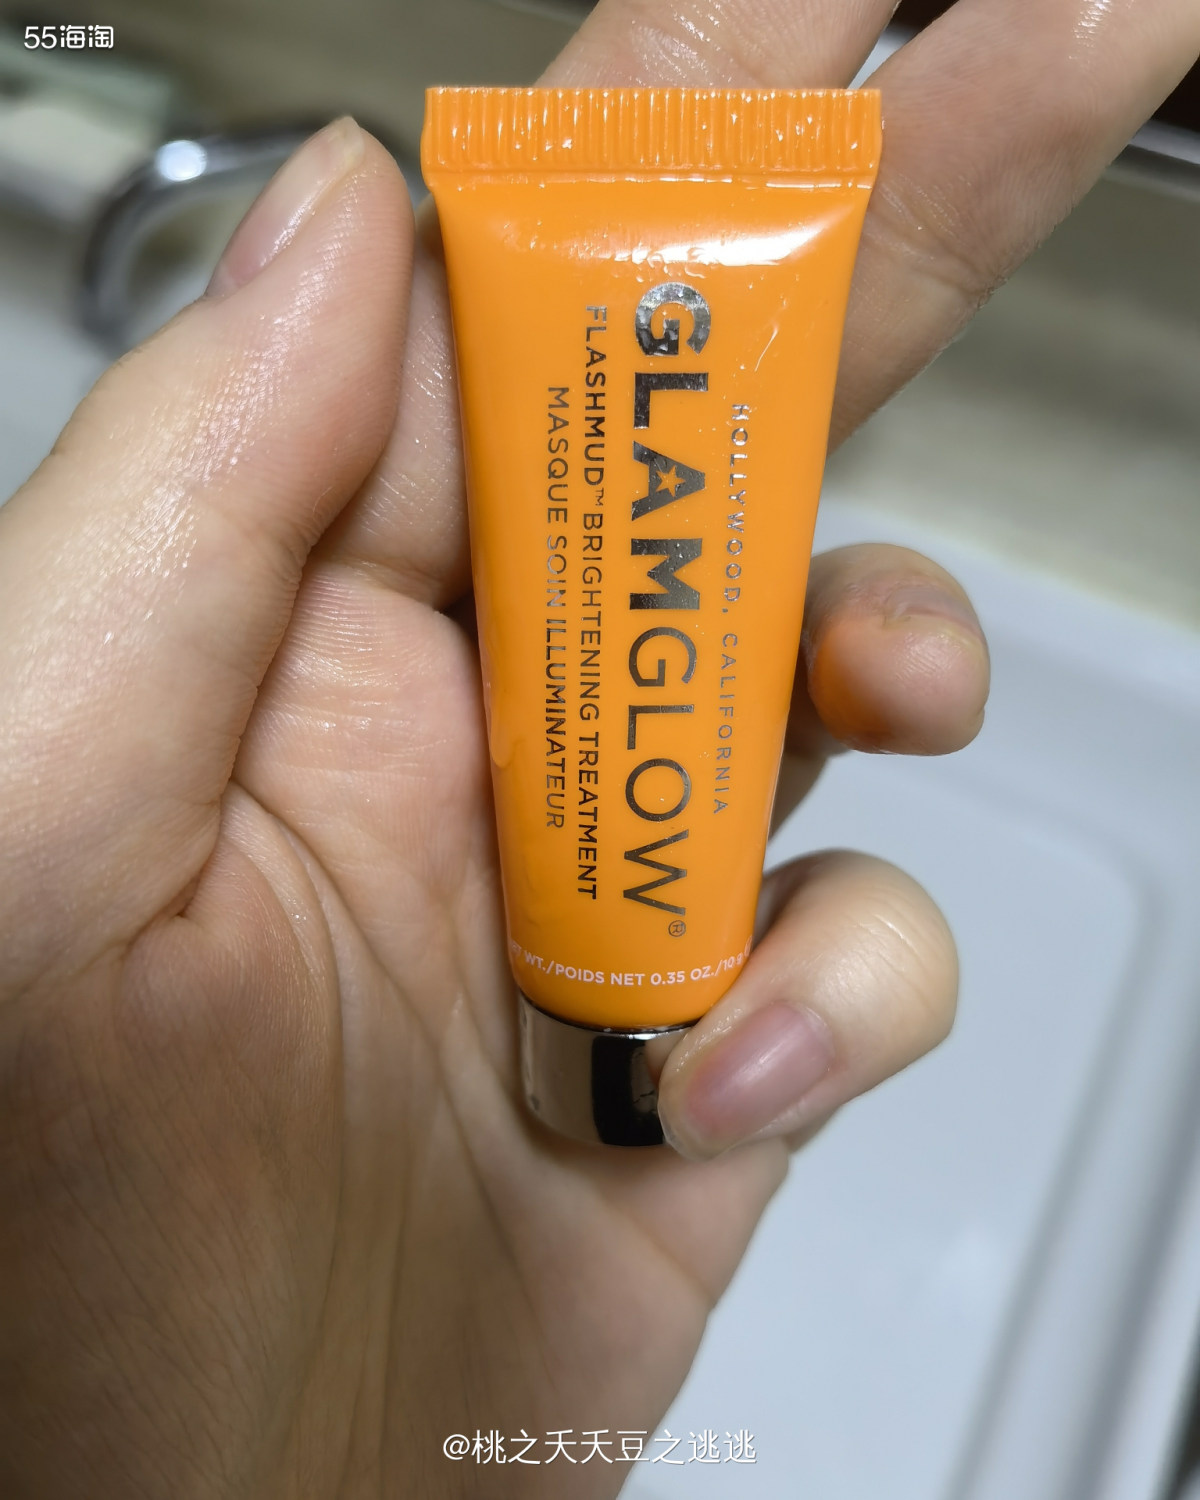 55海淘
HOLLYWOOD, CALIFORNIA
GLAMGLOW®
FLASHMUD™ BRIGHTENING TREATMENT
MASQUE SOIN ILLUMINATEUR
WT./POIDS NET 0.35 OZ./10 g
@桃之夭夭豆之逃逃